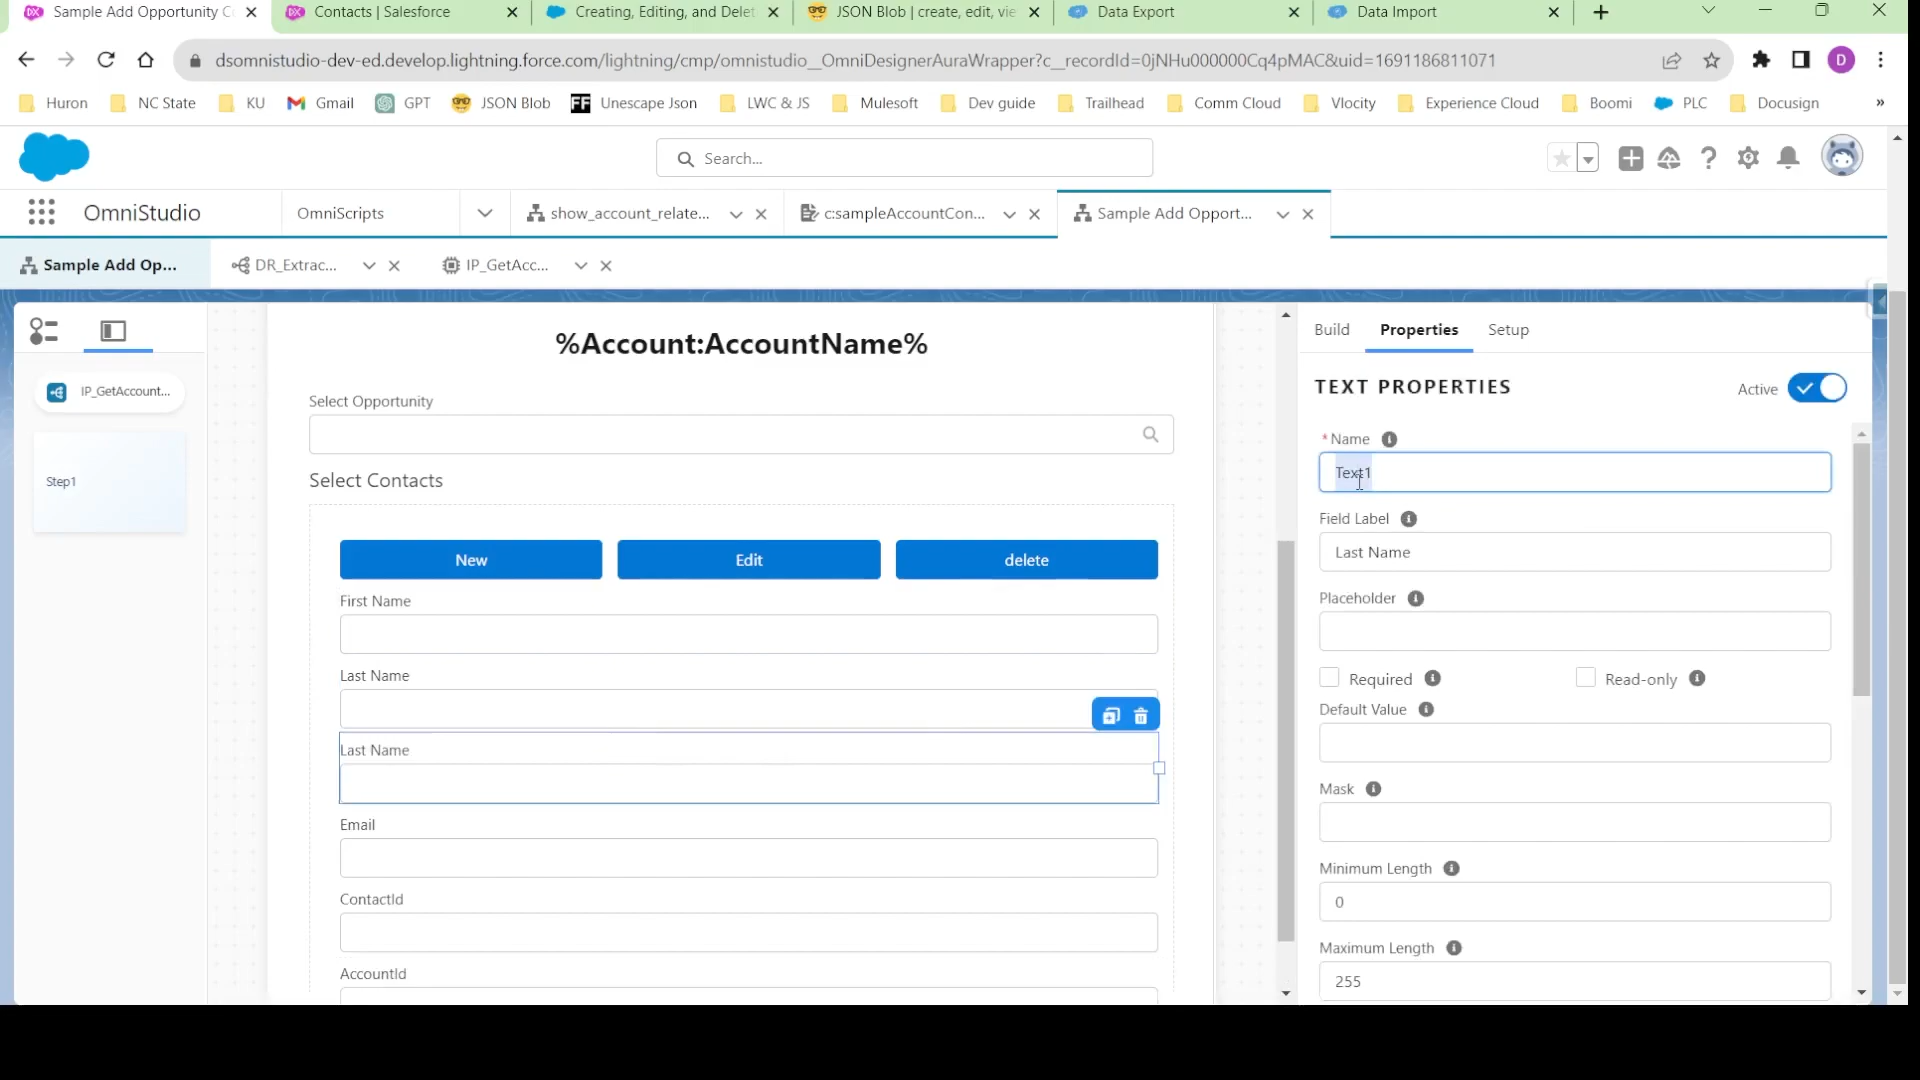 Sample Add Opportunity C
Contacts | Salesforce
Creating, Editing, and Delet
JSON Blob | create, edit, vie
Data Export
Data Import
dsomnistudio-dev-ed.develop.lightning.force.com/lightning/cmp/omnistudio__OmniDesignerAuraWrapper?c__recordId=0jNHu000000Cq4pMAC&uid=1691186811071
D
Huron
NC State
KU
Gmail
GPT
JSON Blob
FF Unescape Json
LWC & JS
Mulesoft
Dev guide
Trailhead
Comm Cloud
Vlocity
Experience Cloud
Boomi
PLC
Docusign
»
Search...
OmniStudio
OmniScripts
show_account_relate...
c:sampleAccountCon...
Sample Add Opport...
Sample Add Op...
DR_Extrac...
IP_GetAcc...
IP_GetAccount...
Step1
%Account:AccountName%
Select Opportunity
Select Contacts
New
Edit
delete
First Name
Last Name
Last Name
Email
ContactId
AccountId
Build
Properties
Setup
TEXT PROPERTIES
Active
* Name
Text1
Field Label
Last Name
Placeholder
Required
Read-only
Default Value
Mask
Minimum Length
0
Maximum Length
255